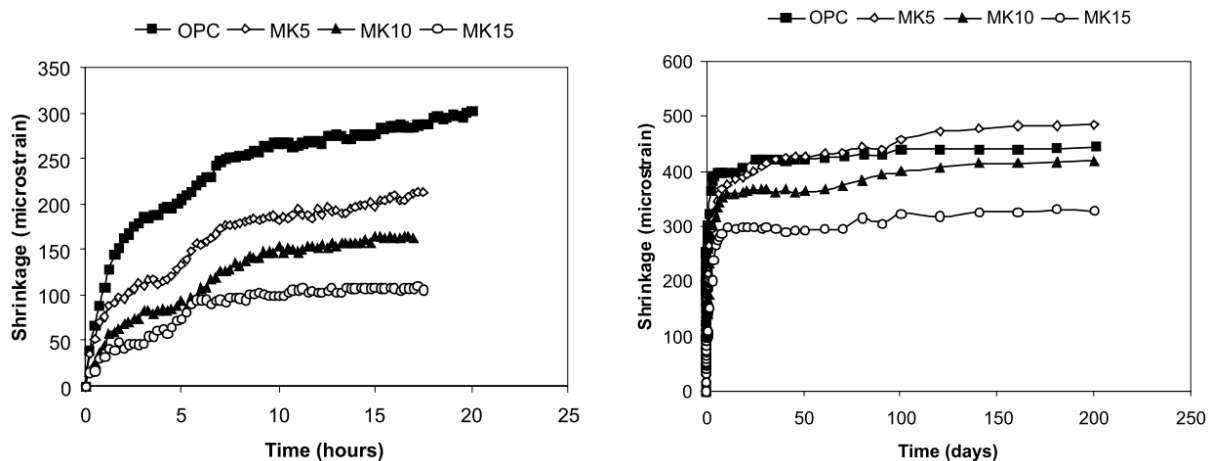 OPC MK5 MK10 MK15
350
300
250
200
150
100
50
0
Shrinkage (microstrain)
0 5 10 15 20 25
Time (hours)
OPC MK5 MK10 MK15
600
500
400
300
200
100
0
Shrinkage (microstrain)
0 50 100 150 200 250
Time (days)